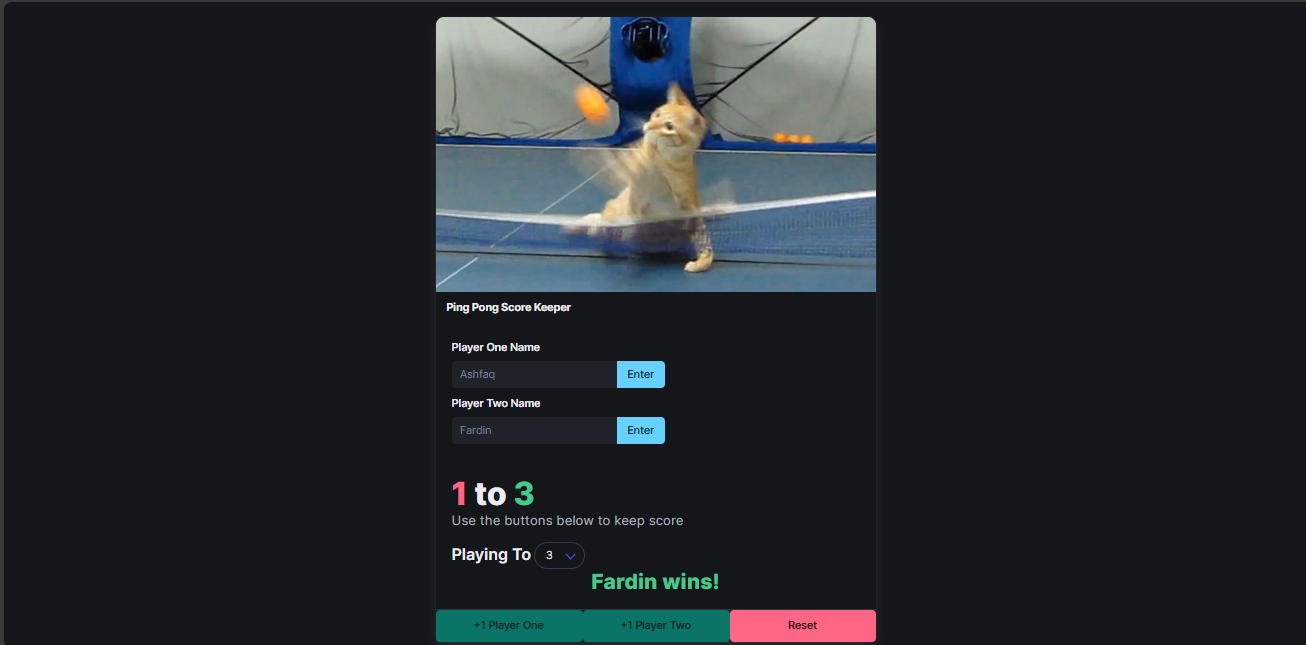 Ping Pong Score Keeper
Player One Name
Ashfaq Enter
Player Two Name
Fardin Enter
1 to 3
Use the buttons below to keep score
Playing To 3
Fardin wins!
+1 Player One +1 Player Two Reset